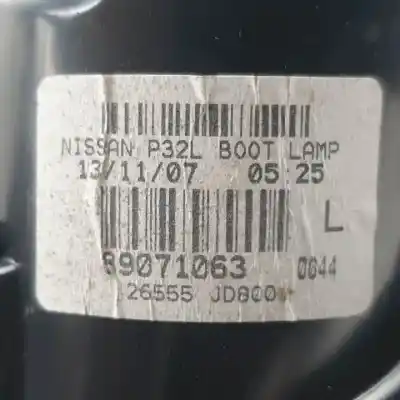 NISSAN P32L BOOT LAMP
13/11/07 05:25
L
89071063 0044
26555 JD800